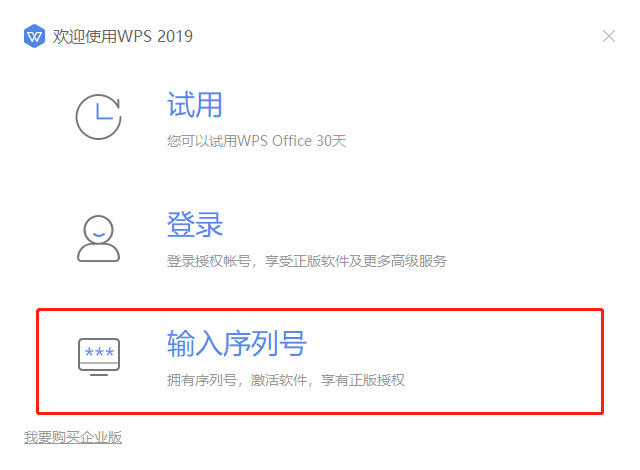 欢迎使用WPS 2019
试用
您可以试用WPS Office 30天
登录
登录授权帐号，享受正版软件及更多高级服务
***
输入序列号
拥有序列号，激活软件，享有正版授权
我要购买企业版